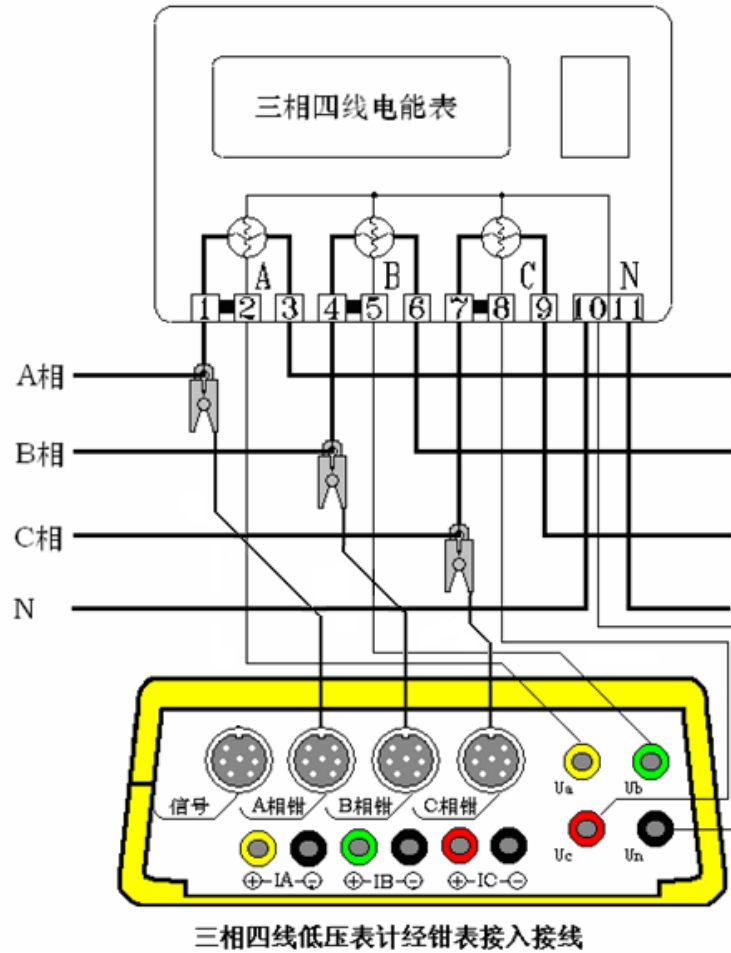 三相四线电能表
A B C N
1 2 3 4 5 6 7 8 9 10 11
A相
B相
C相
N
Ua Ub
信号 A相钳 B相钳 C相钳
Uc Un
+ IA - + IB - + IC -
三相四线低压表计经钳表接入接线